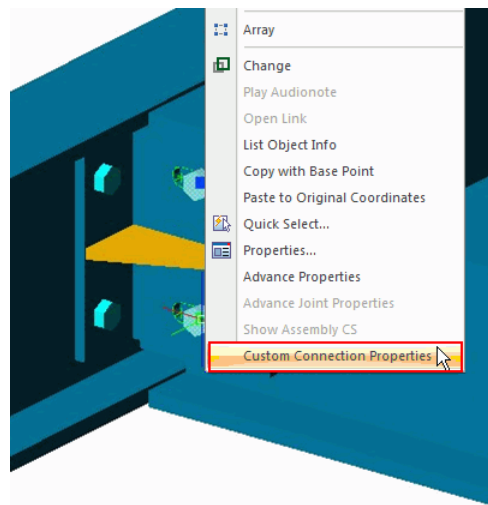 Array
Change
Play Audionote
Open Link
List Object Info
Copy with Base Point
Paste to Original Coordinates
Quick Select...
Properties...
Advance Properties
Advance Joint Properties
Show Assembly CS
Custom Connection Properties